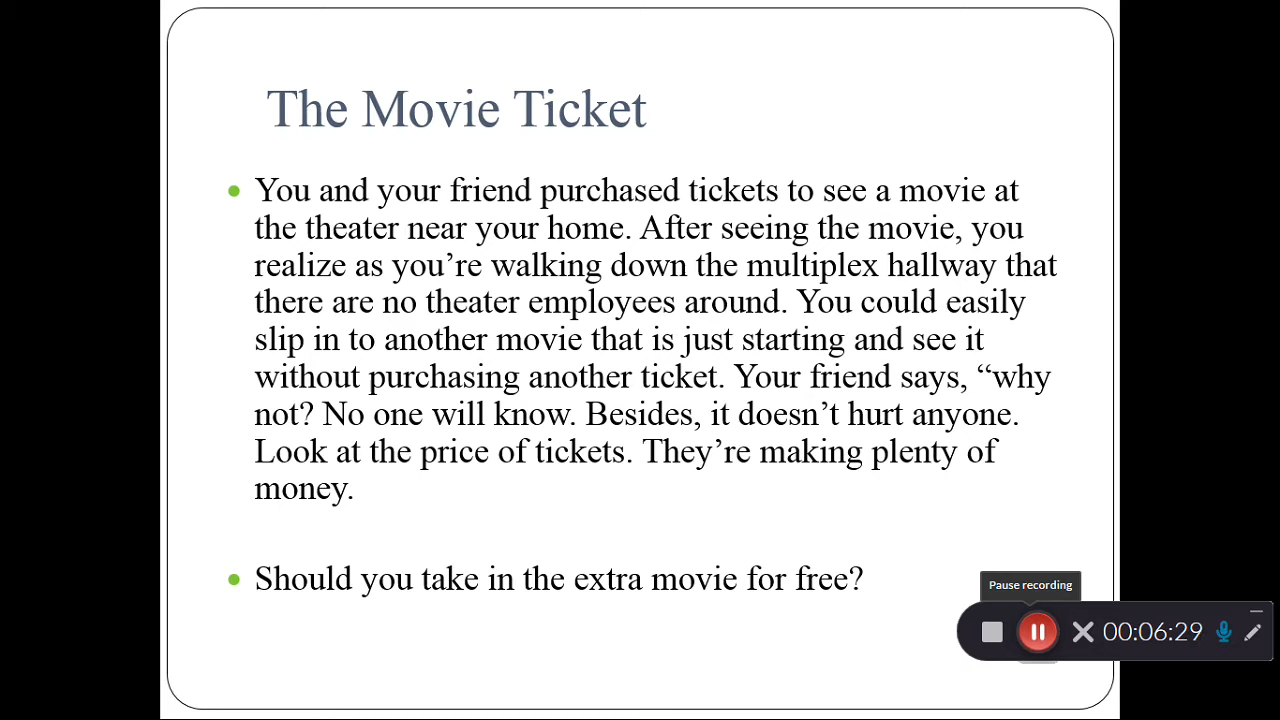 The Movie Ticket
You and your friend purchased tickets to see a movie at
the theater near your home. After seeing the movie, you
realize as you’re walking down the multiplex hallway that
there are no theater employees around. You could easily
slip in to another movie that is just starting and see it
without purchasing another ticket. Your friend says, “why
not? No one will know. Besides, it doesn’t hurt anyone.
Look at the price of tickets. They’re making plenty of
money.
Should you take in the extra movie for free?
Pause recording
00:06:29